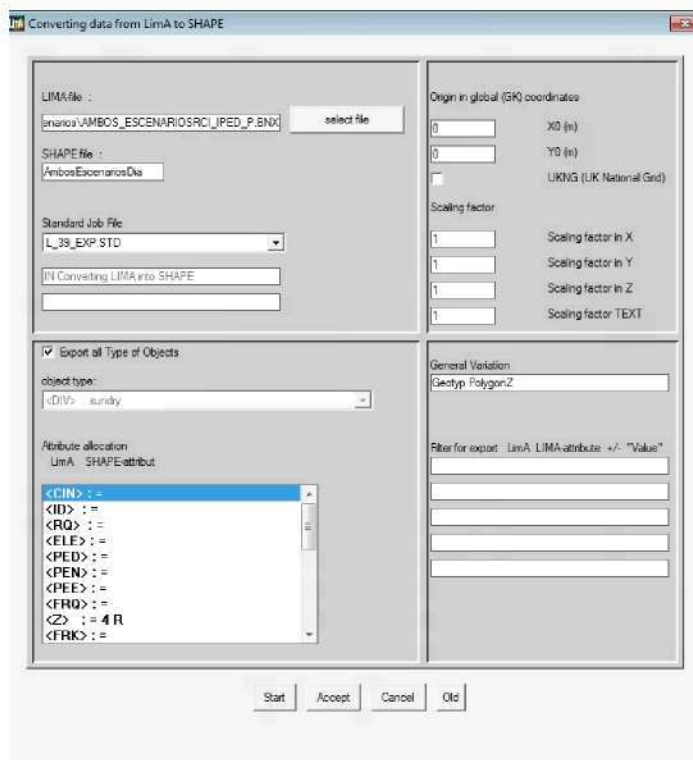 Converting data from LimA to SHAPE
LIMA-file :
enarios\AMBOS_ESCENARIOSRCI_IPED_P.BNX
select file
SHAPE file :
AmbosEscenariosDia
Standard Job File
L_39_EXP.STD
IN Converting LIMA into SHAPE
Origin in global (GK) coordinates
0 X0 (m)
0 Y0 (m)
UKNG (UK National Grid)
Scaling factor
1 Scaling factor in X
1 Scaling factor in Y
1 Scaling factor in Z
1 Scaling factor TEXT
Export all Type of Objects
object type:
<DIV> sundry
Attribute allocation
LimA SHAPE-attribut
<CIN> : =
<ID> : =
<RQ> : =
<ELE> : =
<PED> : =
<PEN> : =
<PEE> : =
<FRQ> : =
<Z> : = 4 R
<FRK> : =
General Variation
Geotyp PolygonZ
Filter for export LimA LIMA-attribute +/- "Value"
Start Accept Cancel Old